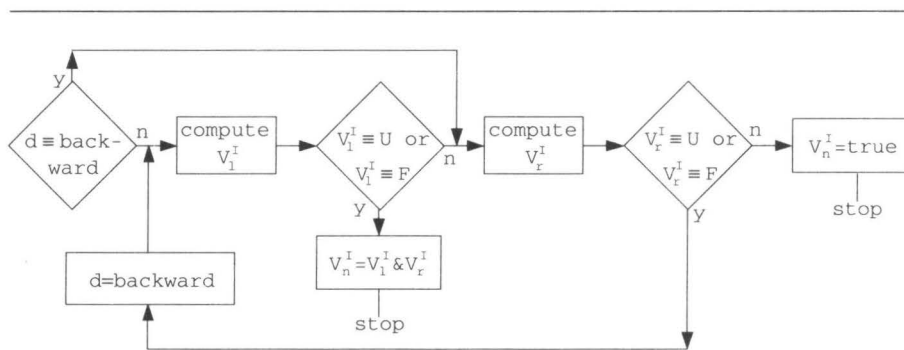 y
d ≡ back-
ward
n
compute
V_l^I
V_l^I ≡ U or
V_l^I ≡ F
n
y
V_n^I=V_l^I&V_r^I
stop
compute
V_r^I
V_r^I ≡ U or
V_r^I ≡ F
n
y
V_n^I=true
stop
d=backward